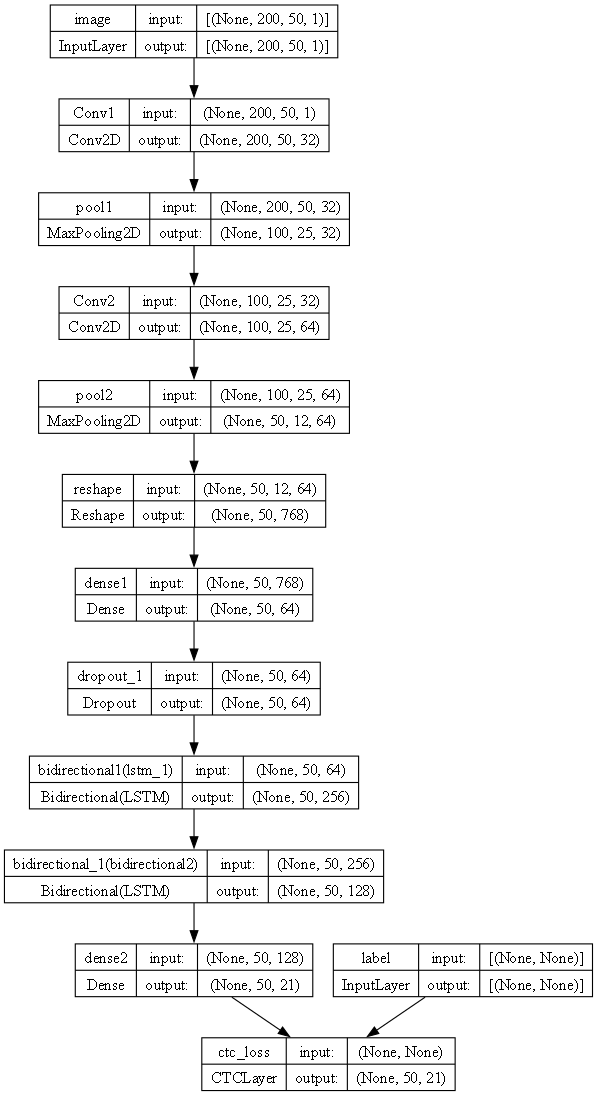 image input: [(None, 200, 50, 1)]
InputLayer output: [(None, 200, 50, 1)]
Conv1 input: (None, 200, 50, 1)
Conv2D output: (None, 200, 50, 32)
pool1 input: (None, 200, 50, 32)
MaxPooling2D output: (None, 100, 25, 32)
Conv2 input: (None, 100, 25, 32)
Conv2D output: (None, 100, 25, 64)
pool2 input: (None, 100, 25, 64)
MaxPooling2D output: (None, 50, 12, 64)
reshape input: (None, 50, 12, 64)
Reshape output: (None, 50, 768)
dense1 input: (None, 50, 768)
Dense output: (None, 50, 64)
dropout_1 input: (None, 50, 64)
Dropout output: (None, 50, 64)
bidirectional1(lstm_1) input: (None, 50, 64)
Bidirectional(LSTM) output: (None, 50, 256)
bidirectional_1(bidirectional2) input: (None, 50, 256)
Bidirectional(LSTM) output: (None, 50, 128)
dense2 input: (None, 50, 128)
Dense output: (None, 50, 21)
label input: [(None, None)]
InputLayer output: [(None, None)]
ctc_loss input: (None, None)
CTCLayer output: (None, 50, 21)